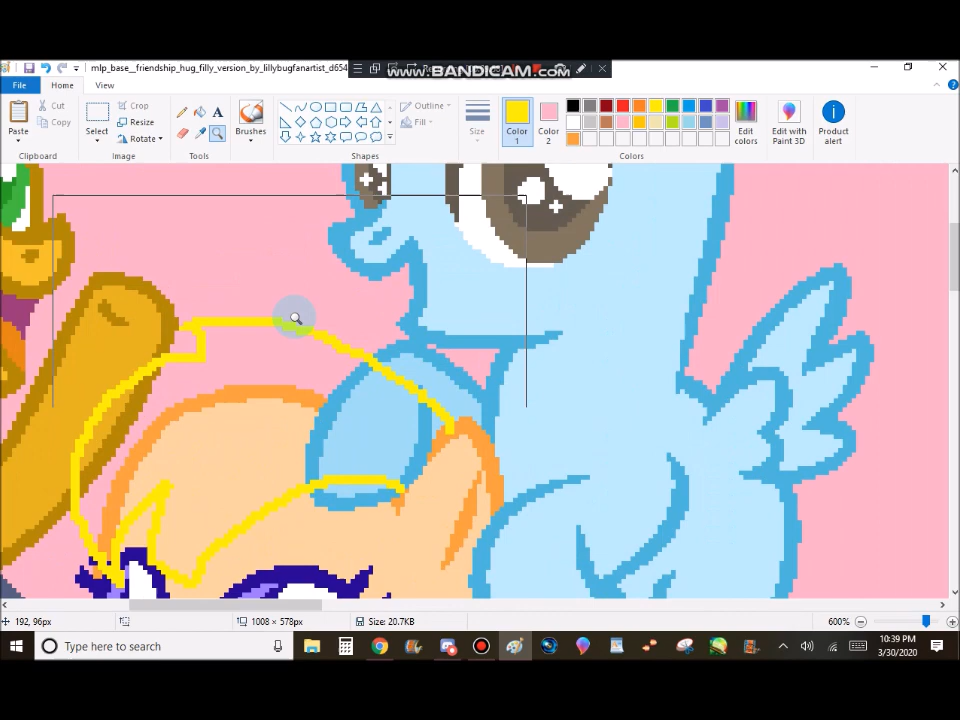 mlp_base__friendship_hug_filly_version_by_lillybugfanartist_d654
www.BANDICAM.com
File
Home
View
Paste
Cut
Copy
Clipboard
Select
Crop
Resize
Rotate
Image
A
Tools
Brushes
Outline
Fill
Shapes
Size
Color
1
Color
2
Edit
colors
Colors
Edit with
Paint 3D
Product
alert
192, 96px
1008 × 578px
Size: 20.7KB
600%
Type here to search
10:39 PM
3/30/2020